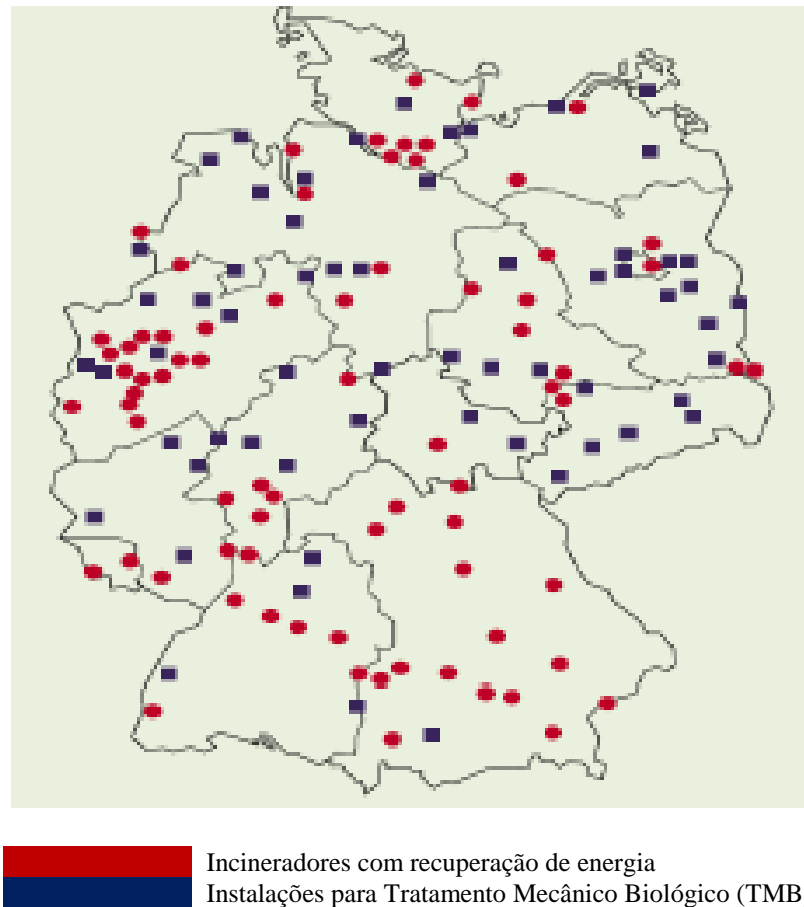 Incineradores com recuperação de energia
Instalações para Tratamento Mecânico Biológico (TMB